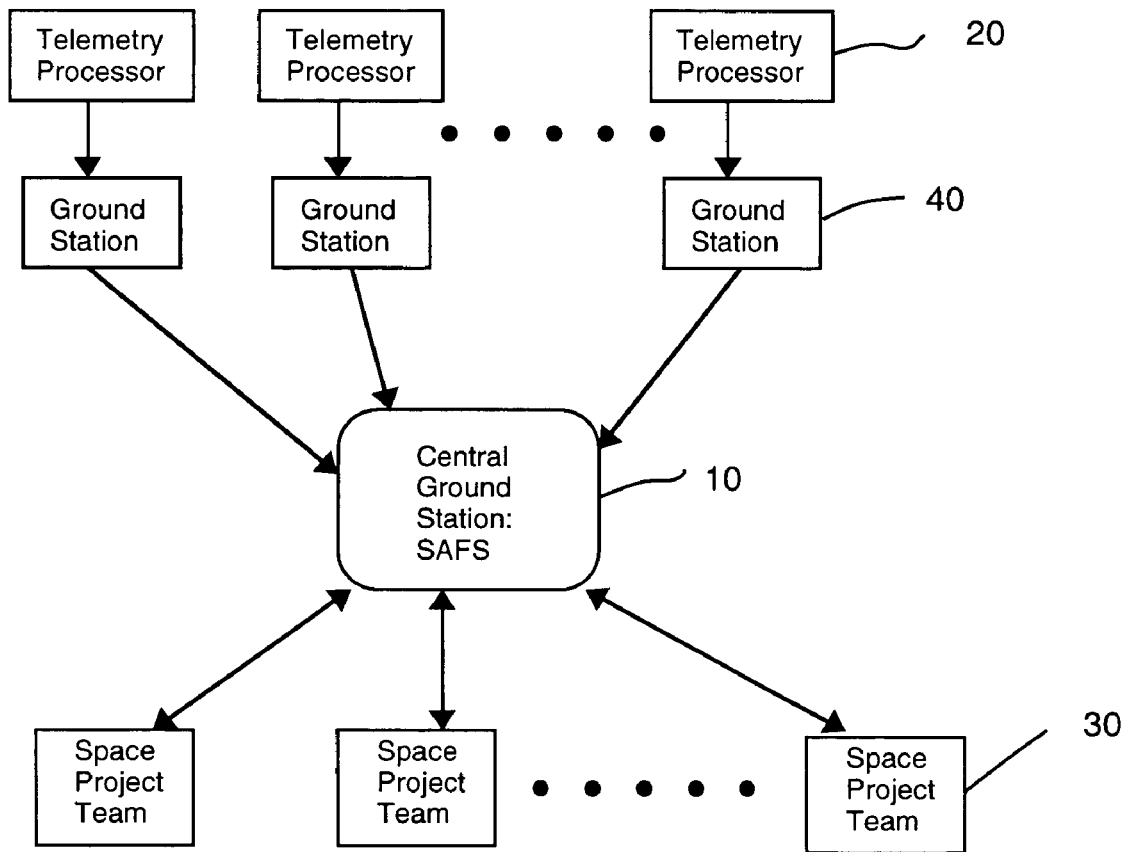 Telemetry
Processor
Telemetry
Processor
Telemetry
Processor
20
Ground
Station
Ground
Station
Ground
Station
40
Central
Ground
Station:
SAFS
10
Space
Project
Team
Space
Project
Team
Space
Project
Team
30